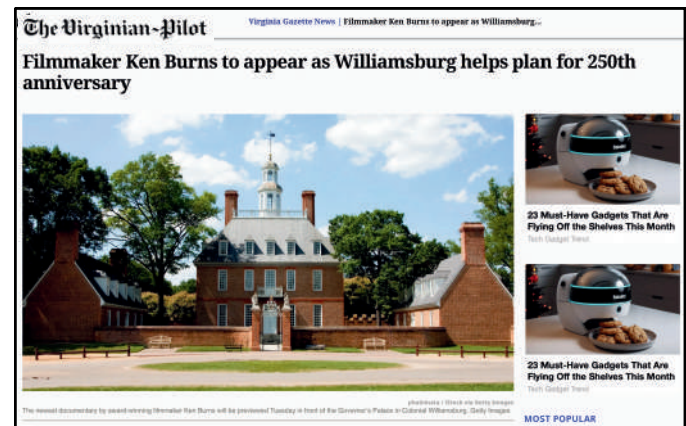 The Virginian-Pilot
Virginia Gazette News | Filmmaker Ken Burns to appear as Williamsburg...
Filmmaker Ken Burns to appear as Williamsburg helps plan for 250th
anniversary
23 Must-Have Gadgets That Are
Flying Off the Shelves This Month
Tech Gadget Trend
23 Must-Have Gadgets That Are
Flying Off the Shelves This Month
Tech Gadget Trend
/ iStock via Getty Images
The newest documentary by award-winning filmmaker Ken Burns will be previewed Tuesday in front of the Governor's Palace in Colonial Williamsburg. Getty Images
MOST POPULAR